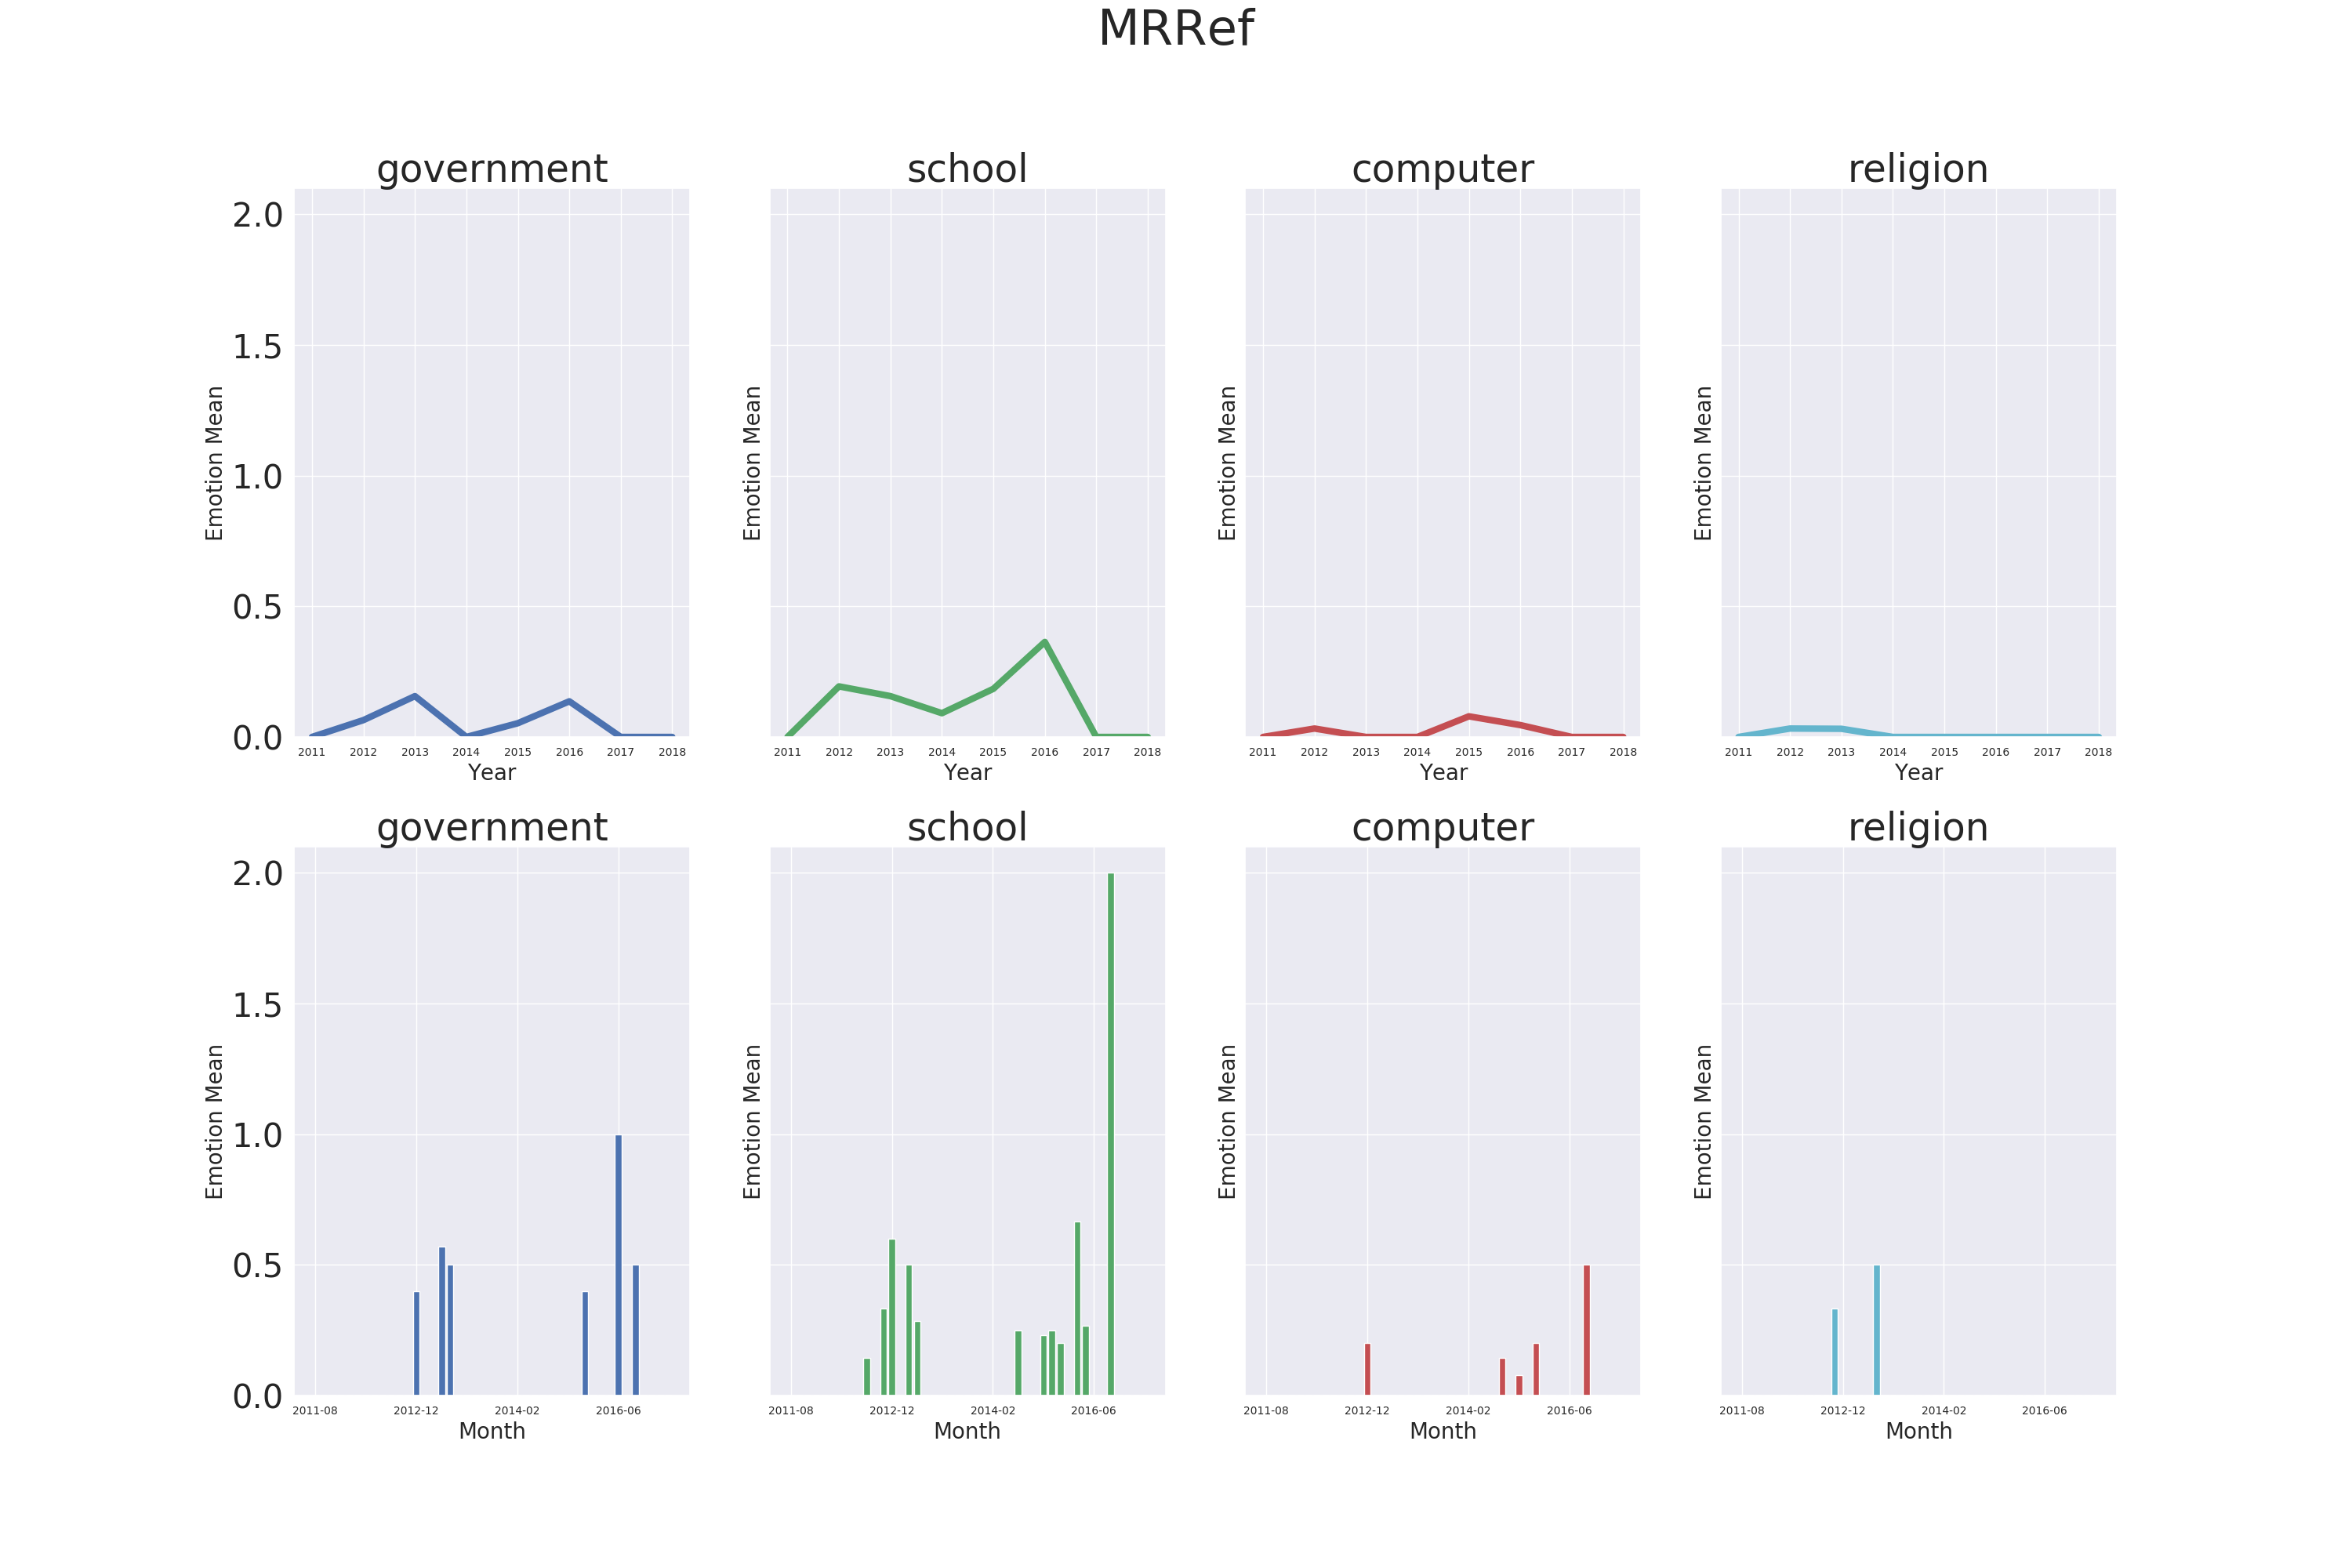 MRRef
government school computer religion
2.0
1.5
1.0
0.5
0.0
Emotion Mean Emotion Mean Emotion Mean Emotion Mean
2011 2012 2013 2014 2015 2016 2017 2018 2011 2012 2013 2014 2015 2016 2017 2018 2011 2012 2013 2014 2015 2016 2017 2018 2011 2012 2013 2014 2015 2016 2017 2018
Year Year Year Year
government school computer religion
2.0
1.5
1.0
0.5
0.0
Emotion Mean Emotion Mean Emotion Mean Emotion Mean
2011-08 2012-12 2014-02 2016-06 2011-08 2012-12 2014-02 2016-06 2011-08 2012-12 2014-02 2016-06 2011-08 2012-12 2014-02 2016-06
Month Month Month Month